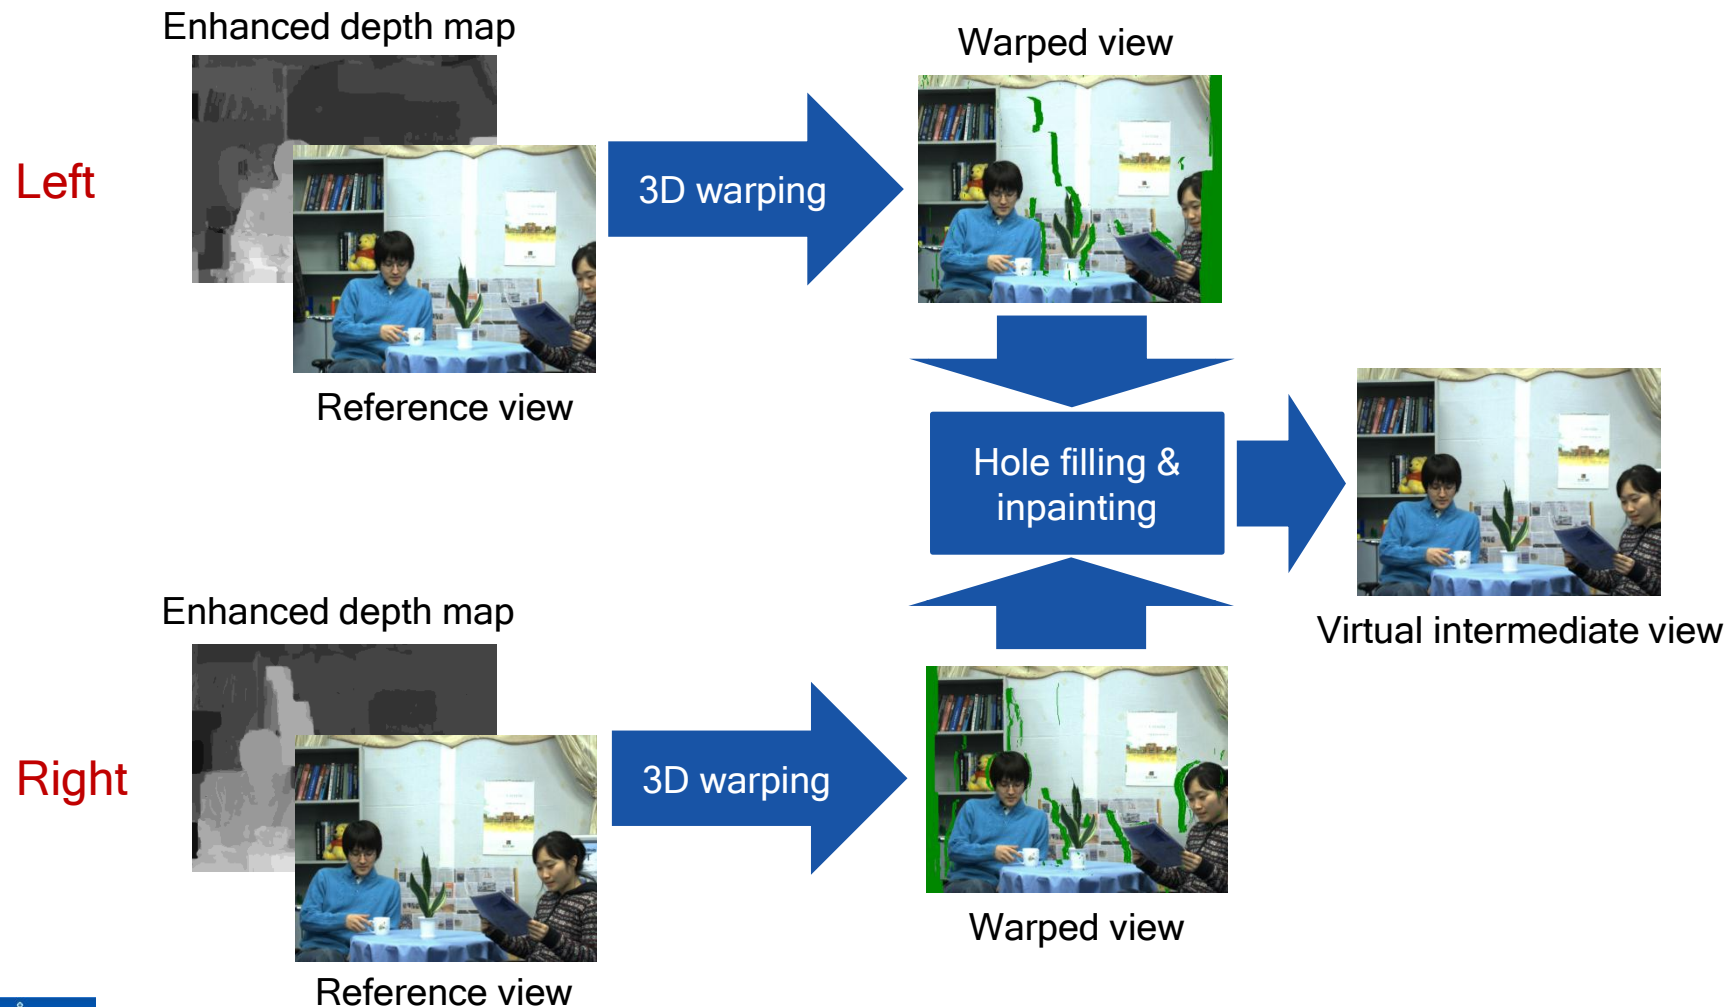 Enhanced depth map
Warped view
Left
3D warping
Reference view
Hole filling &
inpainting
Enhanced depth map
Virtual intermediate view
Right
3D warping
Warped view
Reference view